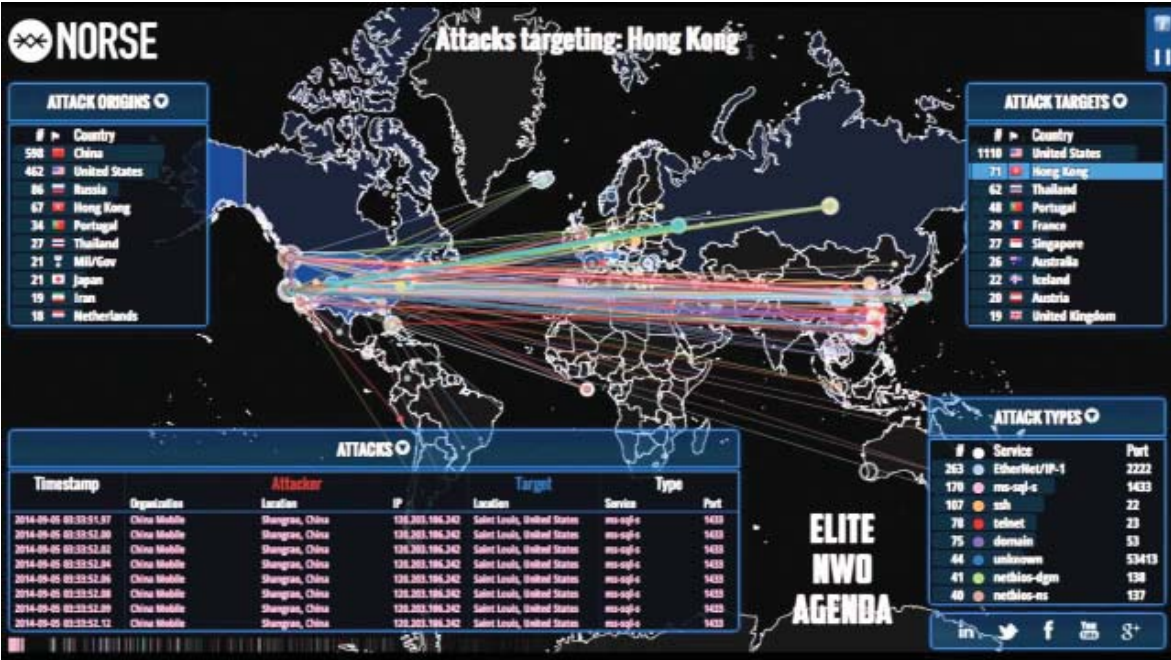 NORSE
Attacks targeting: Hong Kong
ATTACK ORIGINS
# Country
598 China
462 United States
86 Russia
67 Hong Kong
34 Portugal
27 Thailand
21 Mil/Gov
21 Japan
19 Iran
18 Netherlands
ATTACK TARGETS
# Country
1110 United States
71 Hong Kong
62 Thailand
48 Portugal
29 France
27 Singapore
26 Australia
22 Iceland
20 Austria
19 United Kingdom
ATTACKS
Timestamp Attacker Target Type
Organization Location IP Location Service Port
2014-09-05 03:33:51.97 China Mobile Shangrao, China 120.203.106.242 Saint Louis, United States ms-sql-s 1433
2014-09-05 03:33:52.00 China Mobile Shangrao, China 120.203.106.242 Saint Louis, United States ms-sql-s 1433
2014-09-05 03:33:52.02 China Mobile Shangrao, China 120.203.106.242 Saint Louis, United States ms-sql-s 1433
2014-09-05 03:33:52.04 China Mobile Shangrao, China 120.203.106.242 Saint Louis, United States ms-sql-s 1433
2014-09-05 03:33:52.06 China Mobile Shangrao, China 120.203.106.242 Saint Louis, United States ms-sql-s 1433
2014-09-05 03:33:52.08 China Mobile Shangrao, China 120.203.106.242 Saint Louis, United States ms-sql-s 1433
2014-09-05 03:33:52.09 China Mobile Shangrao, China 120.203.106.242 Saint Louis, United States ms-sql-s 1433
2014-09-05 03:33:52.12 China Mobile Shangrao, China 120.203.106.242 Saint Louis, United States ms-sql-s 1433
ELITE
NWO
AGENDA
ATTACK TYPES
# Service Port
263 EtherNet/IP-1 2222
170 ms-sql-s 1433
107 ssh 22
78 telnet 23
75 domain 53
44 unknown 53413
41 netbios-dgm 138
40 netbios-ns 137
in f You Tube g+